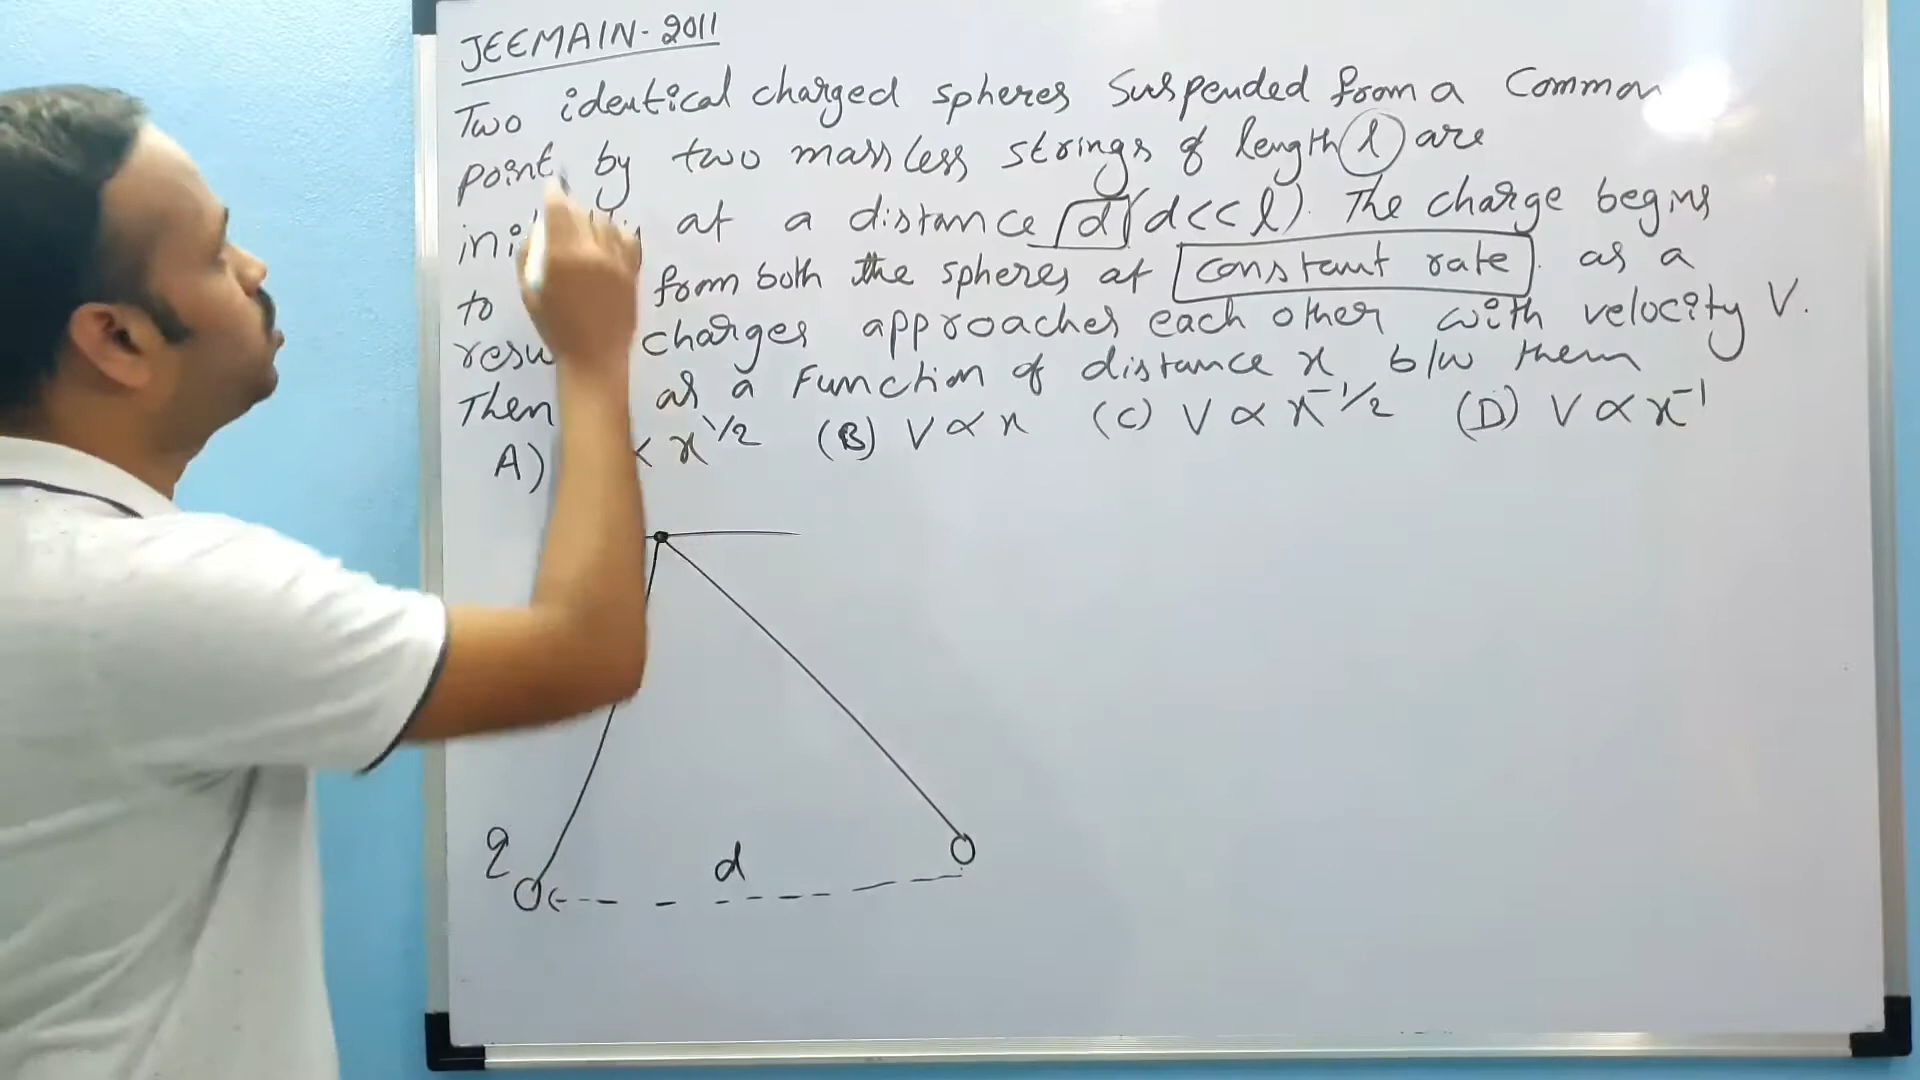 JEEMAIN-2011
Two identical charged spheres suspended from a common
point by two massless strings of length l are
at a distance d (d<<l). The charge begins
to from both the spheres at constant rate. as a
charges approaches each other with velocity V.
Then as a Function of distance x b/w them
A) x^1/2 (B) V ∝ x (C) V ∝ x^-1/2 (D) V ∝ x^-1
q
d